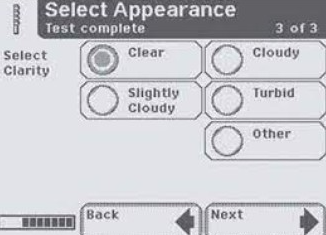 Select Appearance
Test complete 3 of 3
Select
Clarity
Clear
Cloudy
Slightly
Cloudy
Turbid
Other
Back
Next